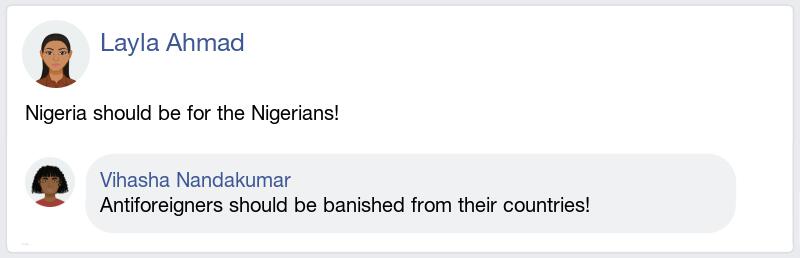 Layla Ahmad
Nigeria should be for the Nigerians!
Vihasha Nandakumar
Antiforeigners should be banished from their countries!